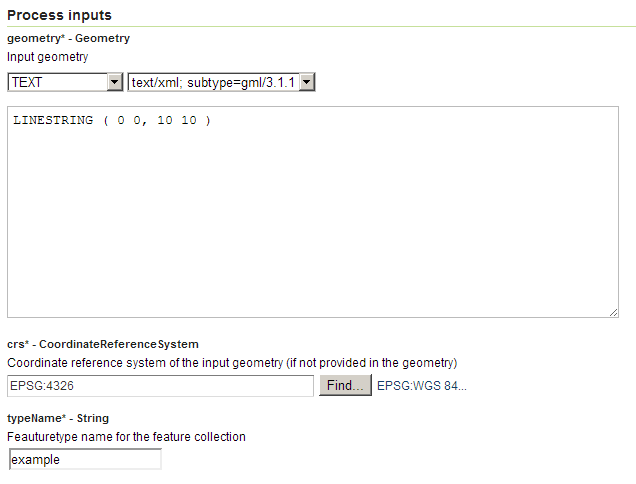 Process inputs
geometry* - Geometry
Input geometry
TEXT text/xml; subtype=gml/3.1.1
LINESTRING ( 0 0, 10 10 )
crs* - CoordinateReferenceSystem
Coordinate reference system of the input geometry (if not provided in the geometry)
EPSG:4326 Find... EPSG:WGS 84...
typeName* - String
Feauturetype name for the feature collection
example